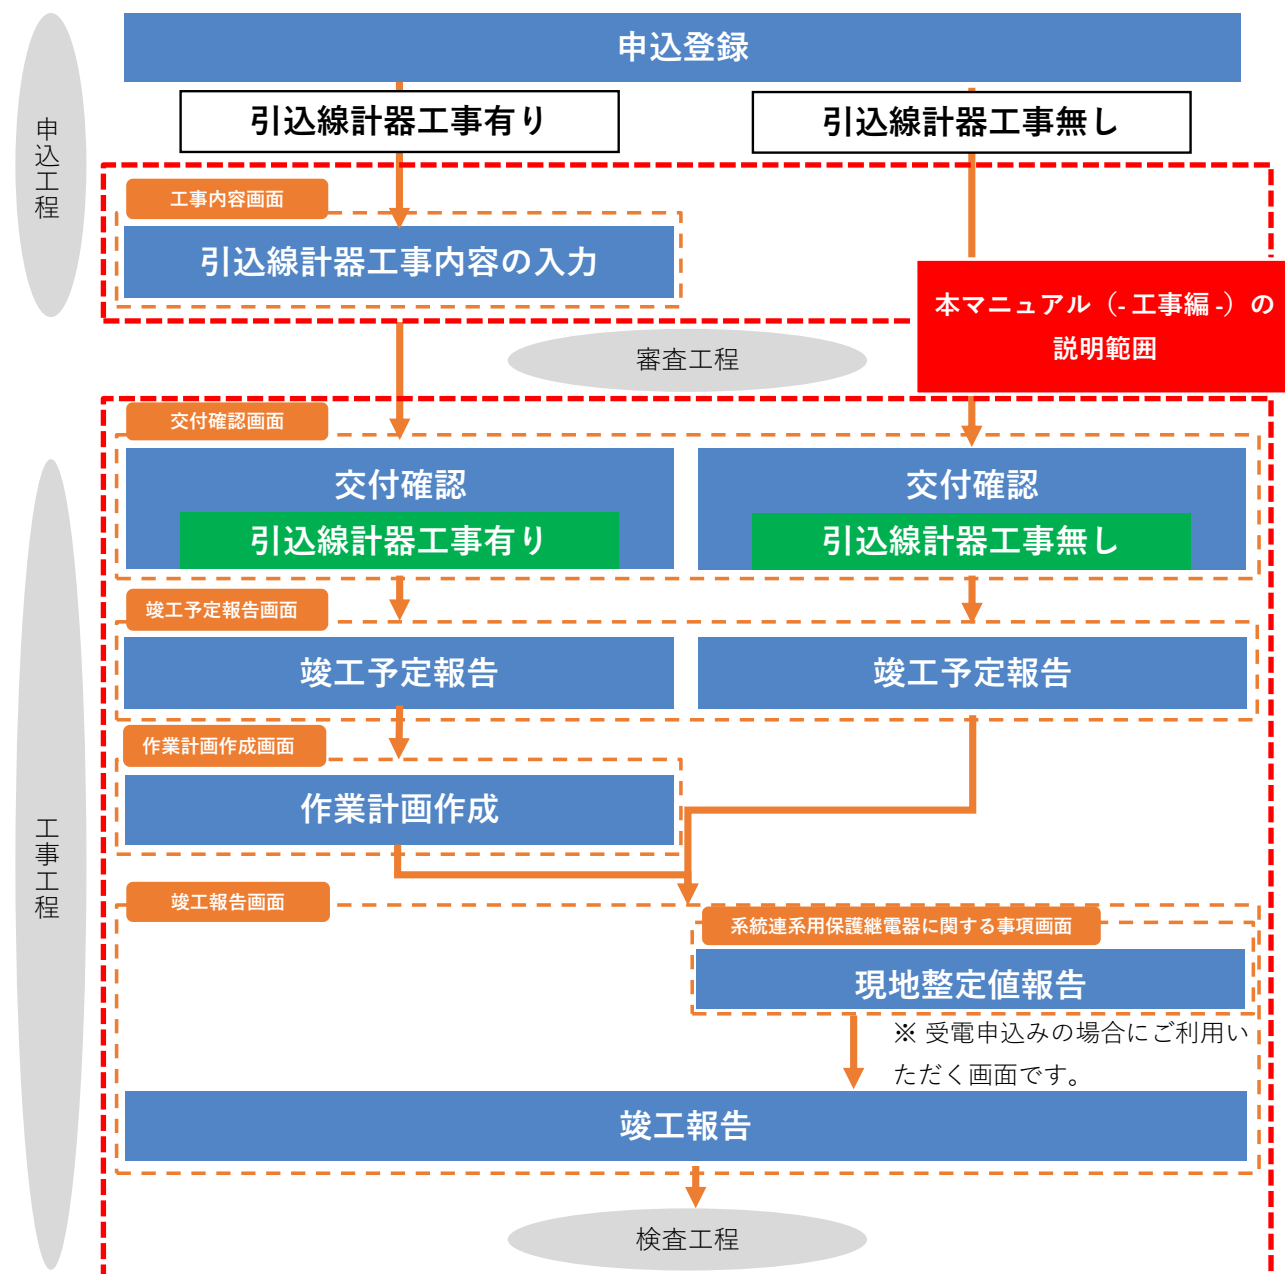 申込登録
申込工程
引込線計器工事有り
引込線計器工事無し
工事内容画面
引込線計器工事内容の入力
本マニュアル（- 工事編 -）の
説明範囲
審査工程
交付確認画面
交付確認
引込線計器工事有り
交付確認
引込線計器工事無し
工事工程
竣工予定報告画面
竣工予定報告
竣工予定報告
作業計画作成画面
作業計画作成
竣工報告画面
系統連系用保護継電器に関する事項画面
現地整定値報告
※ 受電申込みの場合にご利用い
ただく画面です。
竣工報告
検査工程